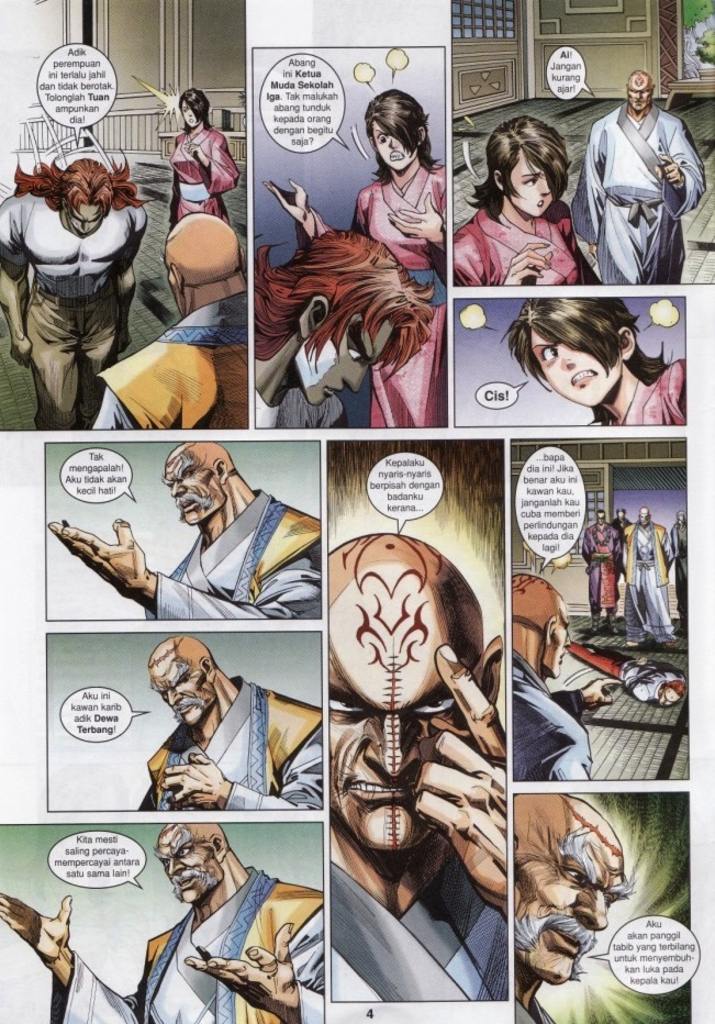 Adik
perempuan
ini terlalu jahil
dan tidak berotak.
Tolonglah Tuan
ampunkan
dia!
Abang
ini Ketua
Muda Sekolah
Iga. Tak malukah
abang tunduk
kepada orang
dengan begitu
saja?
Ai!
Jangan
kurang
ajar!
Cis!
Tak
mengapalah!
Aku tidak akan
kecil hati!
Aku ini
kawan karib
adik Dewa
Terbang!
Kita mesti
saling percaya-
mempercayai antara
satu sama lain!
Kepalaku
nyaris-nyaris
berpisah dengan
badanku
kerana...
...bapa
dia ini! Jika
benar aku ini
kawan kau,
janganlah kau
cuba memberi
perlindungan
kepada dia
lagi!
Aku
akan panggil
tabib yang terbilang
untuk menyembuh-
kan luka pada
kepala kau!
4